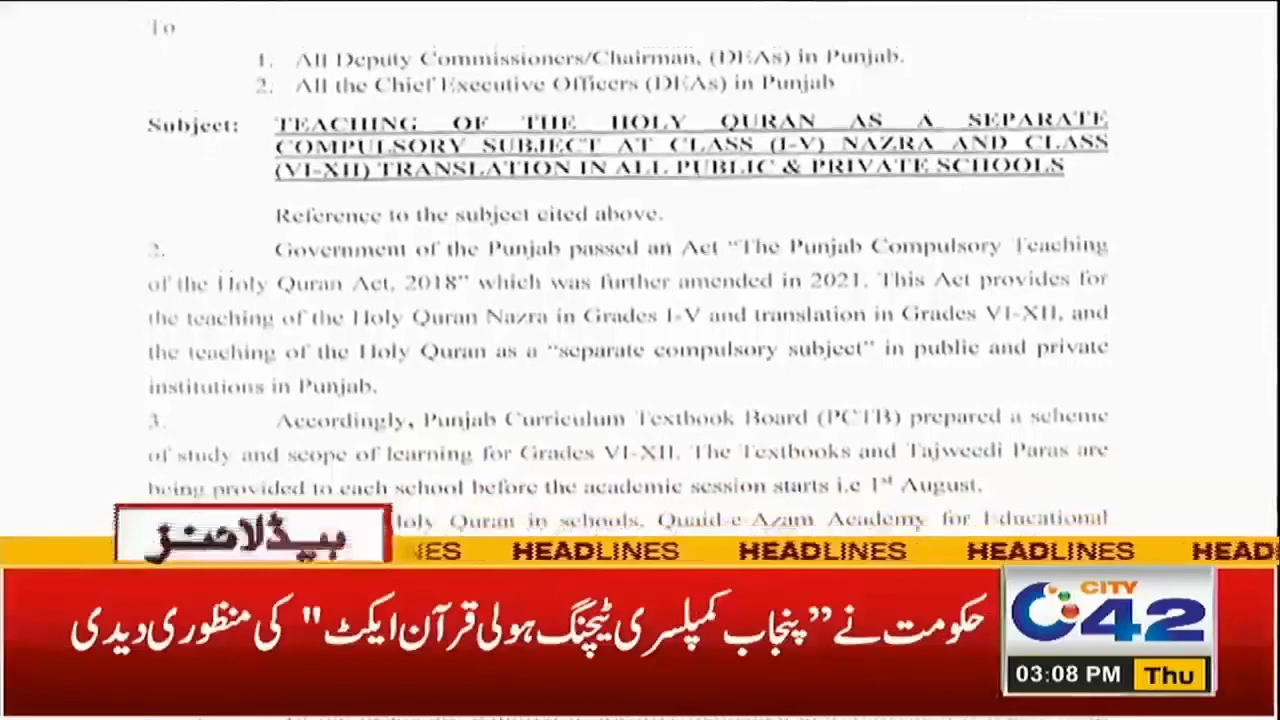 To
1. All Deputy Commissioners/Chairman, (DEAs) in Punjab.
2. All the Chief Executive Officers (DEAs) in Punjab
Subject: TEACHING OF THE HOLY QURAN AS A SEPARATE
COMPULSORY SUBJECT AT CLASS (I-V) NAZRA AND CLASS
(VI-XII) TRANSLATION IN ALL PUBLIC & PRIVATE SCHOOLS
Reference to the subject cited above.
2. Government of the Punjab passed an Act “The Punjab Compulsory Teaching
of the Holy Quran Act, 2018” which was further amended in 2021. This Act provides for
the teaching of the Holy Quran Nazra in Grades I-V and translation in Grades VI-XII, and
the teaching of the Holy Quran as a “separate compulsory subject” in public and private
institutions in Punjab.
3. Accordingly, Punjab Curriculum Textbook Board (PCTB) prepared a scheme
of study and scope of learning for Grades VI-XII. The Textbooks and Tajweedi Paras are
being provided to each school before the academic session starts i.e 1st August.
Holy Quran in schools, Quaid-e-Azam Academy for Educational
ہیڈلائنز
NES HEADLINES HEADLINES HEADLINES HEAD
حکومت نے ”پنجاب کمپلسری ٹیچنگ ہولی قرآن ایکٹ" کی منظوری دیدی
CITY
42
03:08 PM Thu